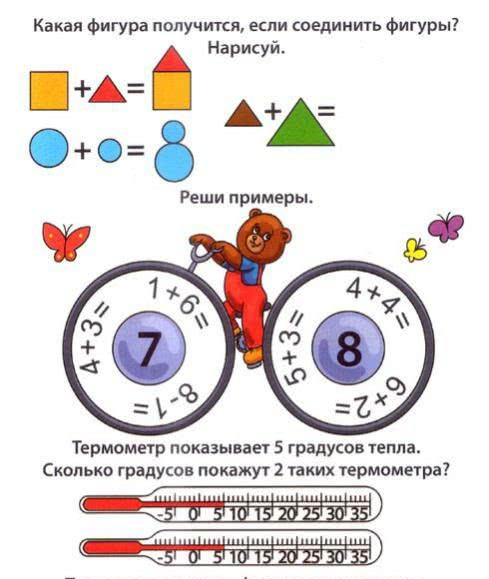 Какая фигура получится, если соединить фигуры?
Нарисуй.
+ =
+ =
+ =
Реши примеры.
1+6=
4+3=
7
8-1=
4+4=
5+3=
8
6+2=
Термометр показывает 5 градусов тепла.
Сколько градусов покажут 2 таких термометра?
-5 0 5 10 15 20 25 30 35
-5 0 5 10 15 20 25 30 35